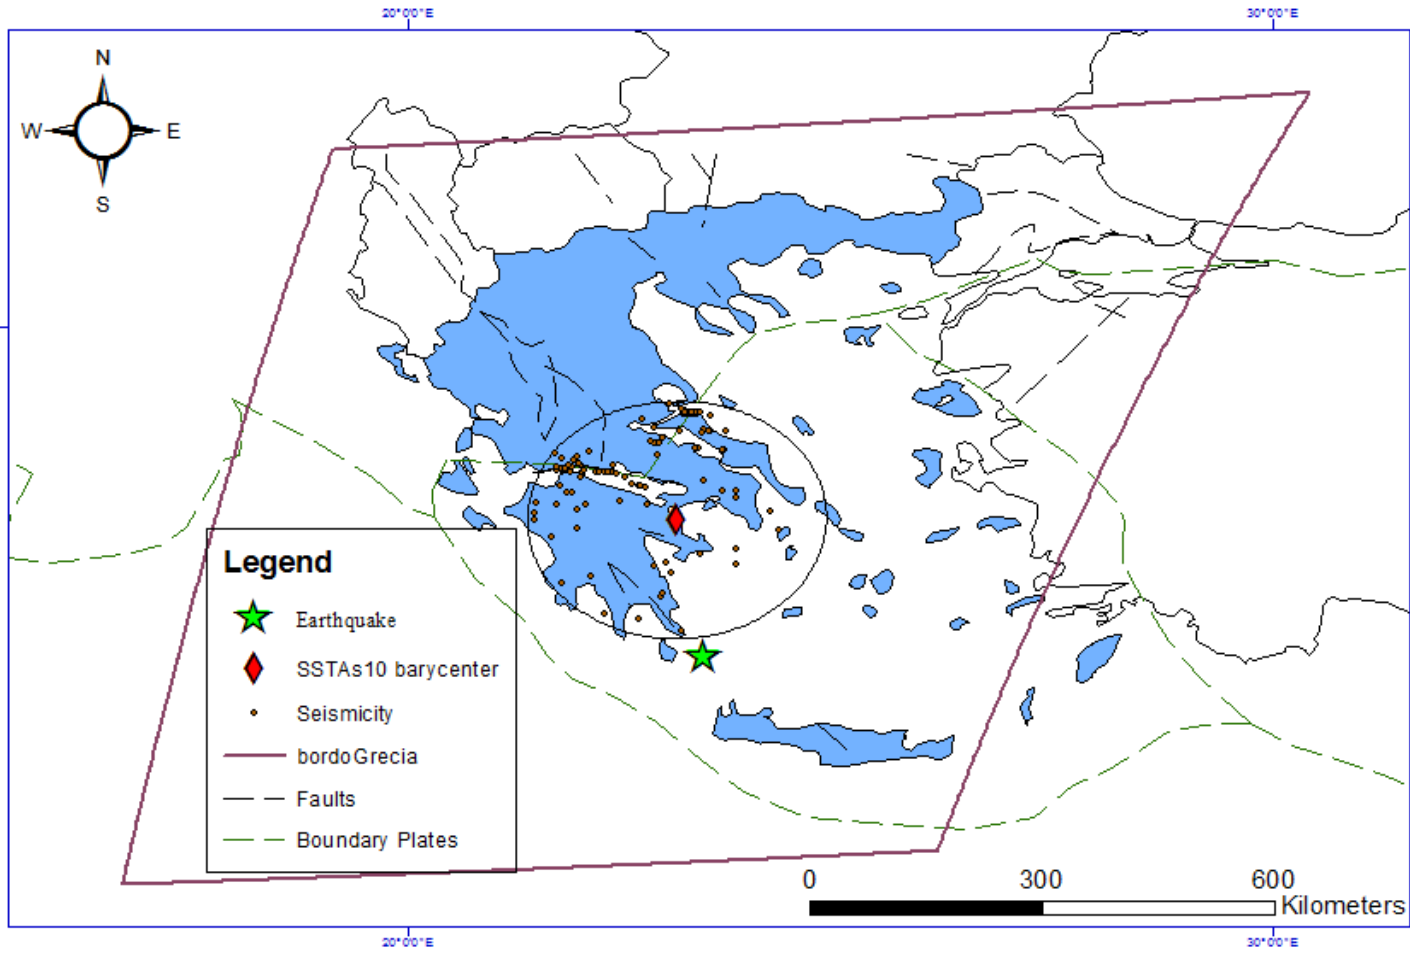 20°0'0"E
30°0'0"E
N
W
E
S
Legend
Earthquake
SSTAs10 barycenter
Seismicity
bordoGrecia
Faults
Boundary Plates
0
300
600
Kilometers
20°0'0"E
30°0'0"E